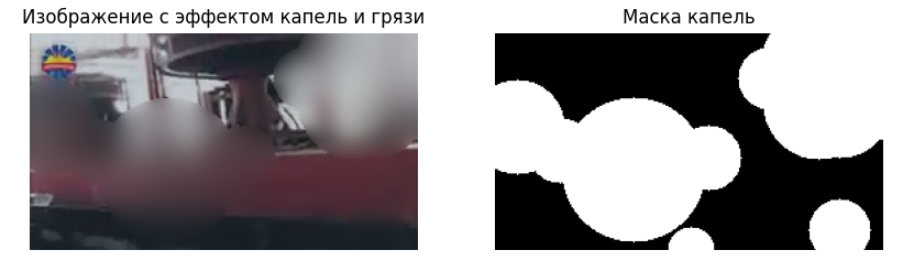 Изображение с эффектом капель и грязи
Маска капель